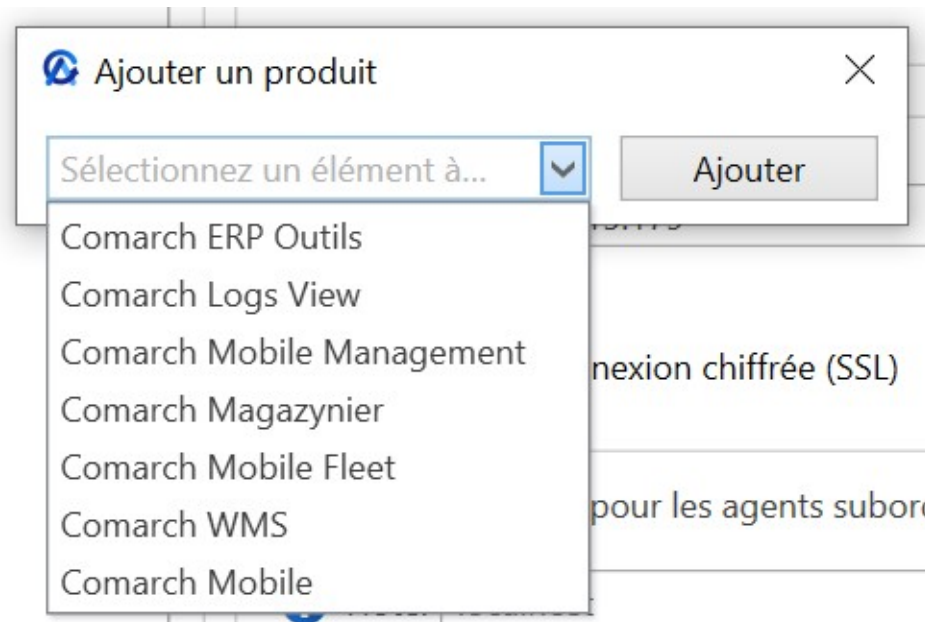 Ajouter un produit
Sélectionnez un élément à...
Ajouter
Comarch ERP Outils
Comarch Logs View
Comarch Mobile Management
nexion chiffrée (SSL)
Comarch Magazynier
Comarch Mobile Fleet
pour les agents subor
Comarch WMS
Comarch Mobile